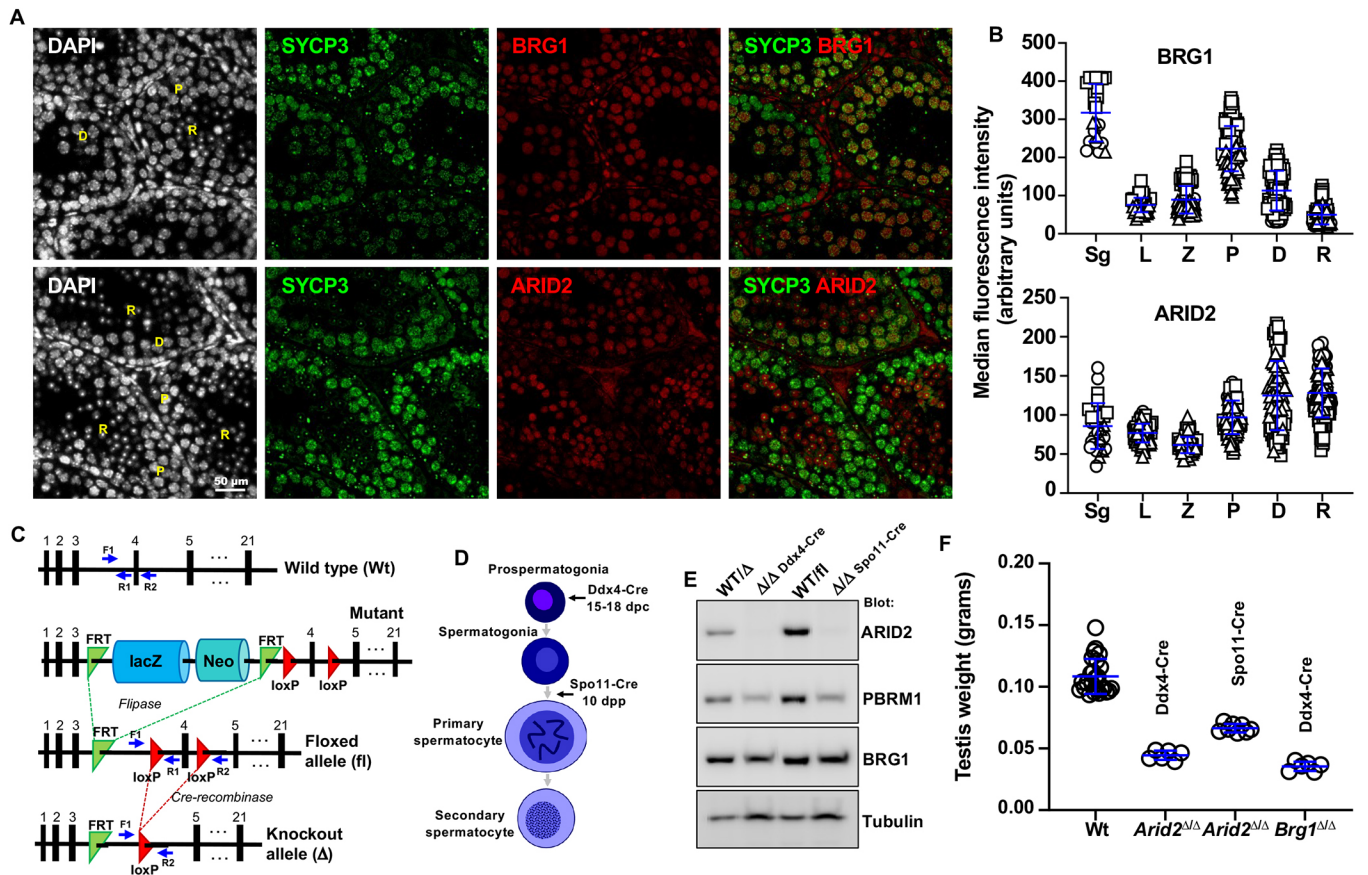 A
DAPI
SYCP3
BRG1
SYCP3 BRG1
P
D
R
DAPI
SYCP3
ARID2
SYCP3 ARID2
R
D
P
R
R
P
50 µm
B
BRG1
500
400
300
200
100
0
Sg L Z P D R
Median fluorescence intensity
(arbitrary units)
ARID2
250
200
150
100
50
0
Sg L Z P D R
C
1 2 3 4 5 ... 21
F1
R1 R2
...
Wild type (Wt)
Mutant
1 2 3 FRT lacZ Neo FRT 4 5 ... 21
loxP loxP
...
Flipase
1 2 3 FRT F1 4 5 ... 21
loxP R1 loxP R2
...
Floxed
allele (fl)
Cre-recombinase
1 2 3 FRT F1 5 ... 21
loxP R2
...
Knockout
allele (Δ)
D
Prospermatogonia
Ddx4-Cre
15-18 dpc
Spermatogonia
Spo11-Cre
10 dpp
Primary
spermatocyte
Secondary
spermatocyte
E
WT/Δ
Δ/Δ Ddx4-Cre
WT/fl
Δ/Δ Spo11-Cre
Blot:
ARID2
PBRM1
BRG1
Tubulin
F
Testis weight (grams)
0.20
0.15
0.10
0.05
0.00
Ddx4-Cre
Spo11-Cre
Ddx4-Cre
Wt Arid2Δ/Δ Arid2Δ/Δ Brg1Δ/Δ